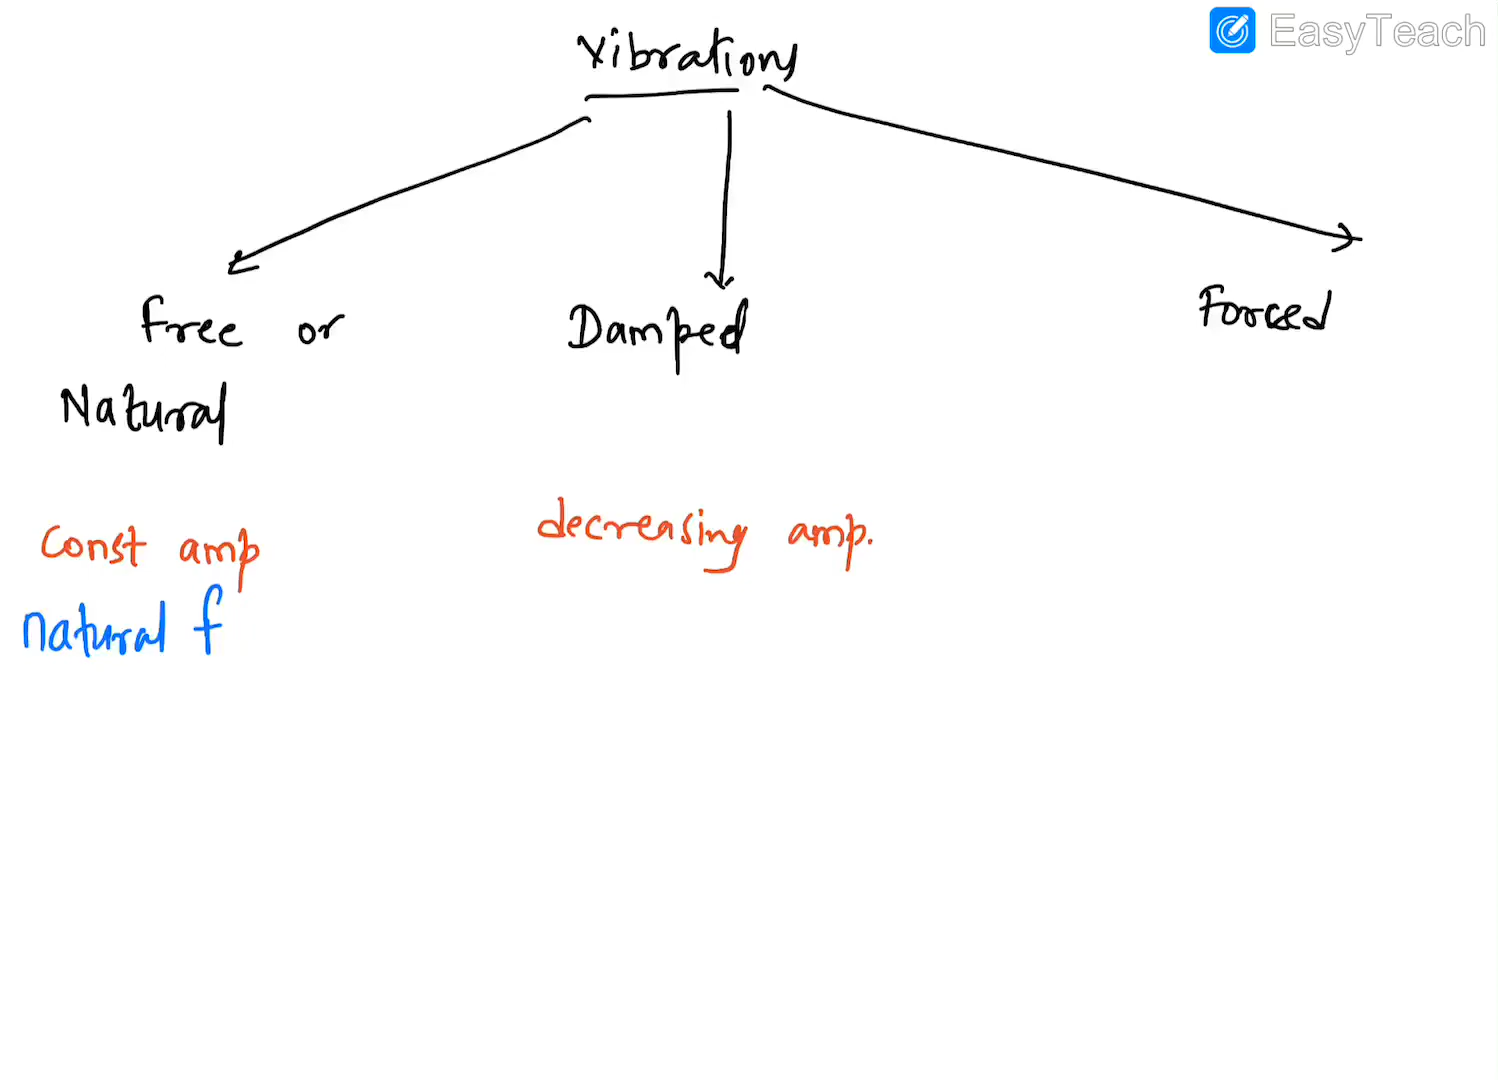 EasyTeach
Vibrations
Free or
Natural
Damped
Forced
const amp
natural f
decreasing amp.